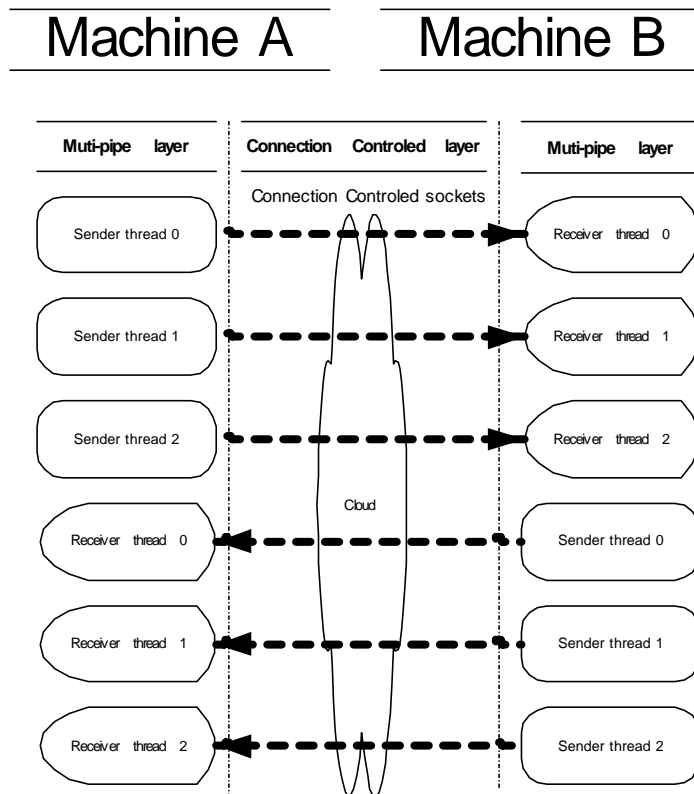 Machine A
Machine B
Muti-pipe layer
Connection Controled layer
Muti-pipe layer
Connection Controled sockets
Sender thread 0
Receiver thread 0
Sender thread 1
Receiver thread 1
Sender thread 2
Receiver thread 2
Cloud
Receiver thread 0
Sender thread 0
Receiver thread 1
Sender thread 1
Receiver thread 2
Sender thread 2